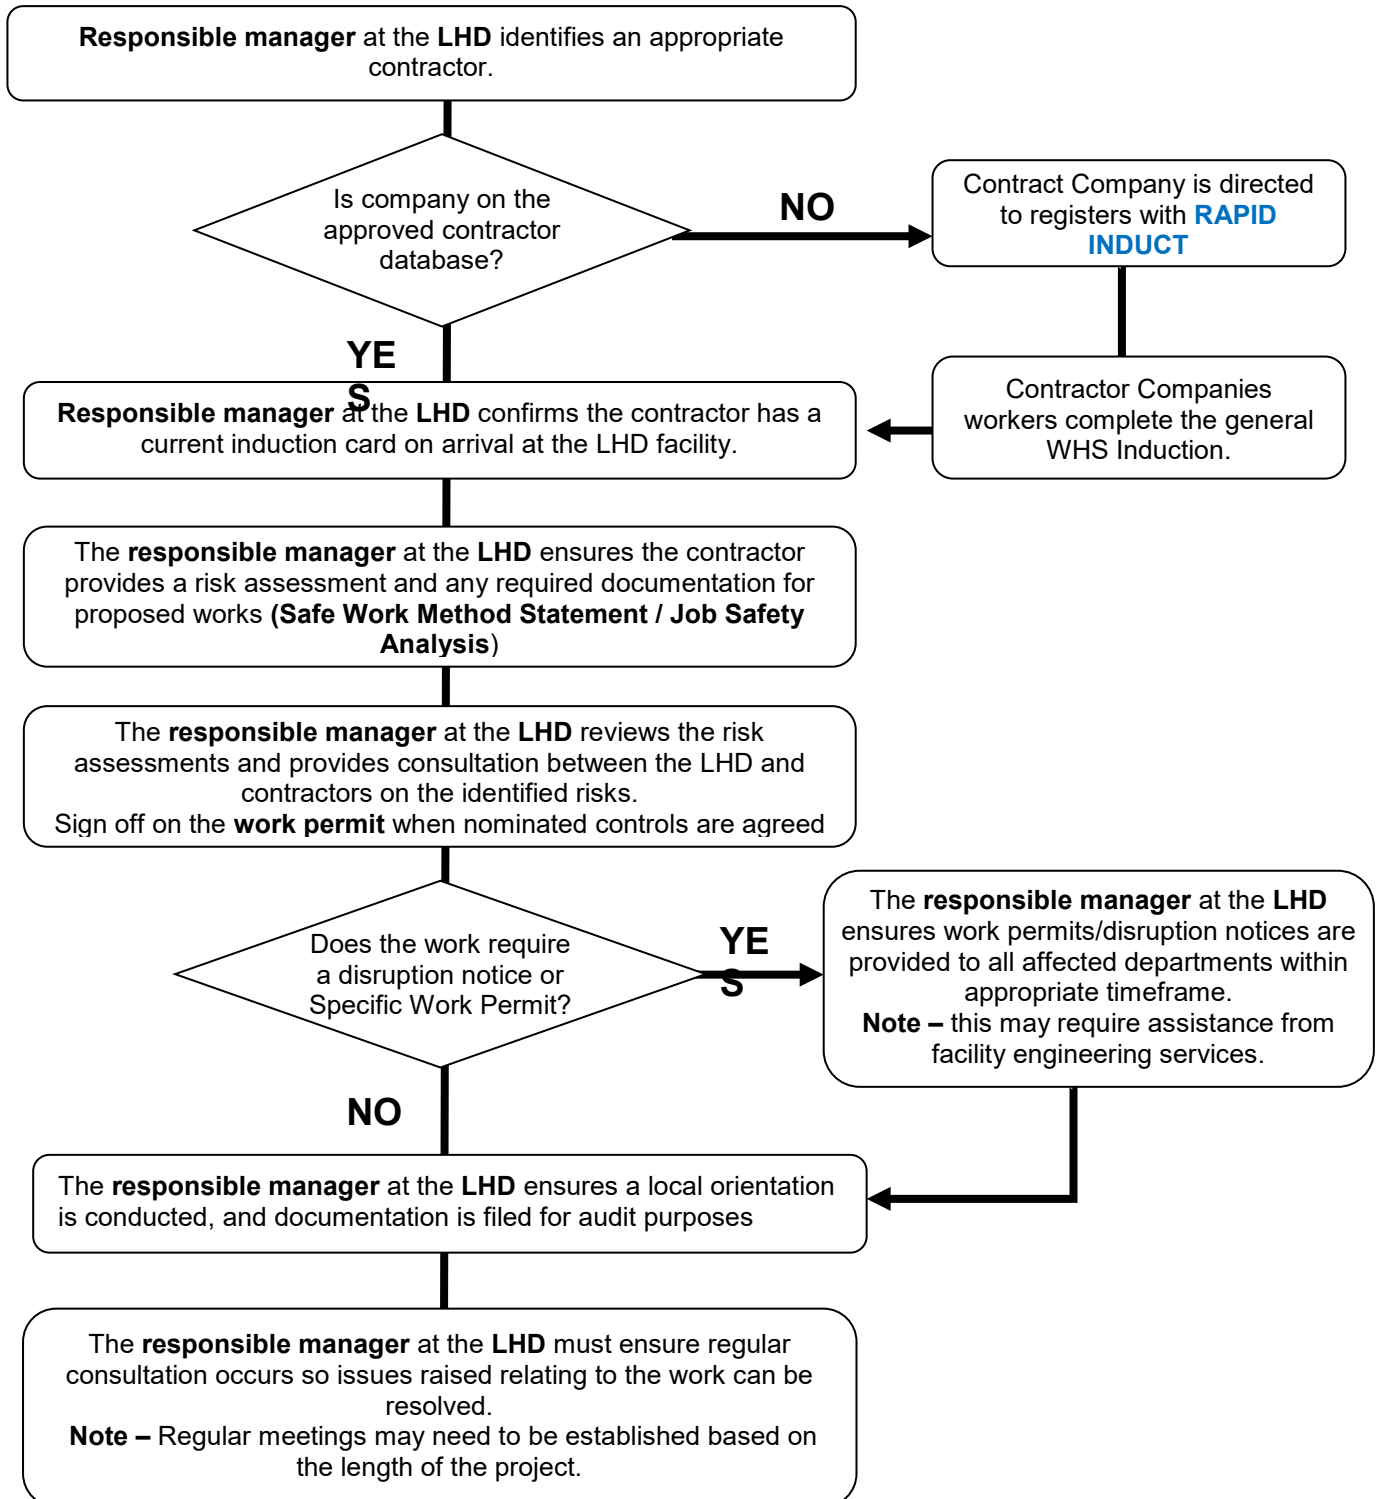 Responsible manager at the LHD identifies an appropriate
contractor.
Is company on the
approved contractor
database?
NO
Contract Company is directed
to registers with RAPID
INDUCT
YE
S
Contractor Companies
workers complete the general
WHS Induction.
Responsible manager at the LHD confirms the contractor has a
current induction card on arrival at the LHD facility.
The responsible manager at the LHD ensures the contractor
provides a risk assessment and any required documentation for
proposed works (Safe Work Method Statement / Job Safety
Analysis)
The responsible manager at the LHD reviews the risk
assessments and provides consultation between the LHD and
contractors on the identified risks.
Sign off on the work permit when nominated controls are agreed
Does the work require
a disruption notice or
Specific Work Permit?
YE
S
The responsible manager at the LHD
ensures work permits/disruption notices are
provided to all affected departments within
appropriate timeframe.
Note – this may require assistance from
facility engineering services.
NO
The responsible manager at the LHD ensures a local orientation
is conducted, and documentation is filed for audit purposes
The responsible manager at the LHD must ensure regular
consultation occurs so issues raised relating to the work can be
resolved.
Note – Regular meetings may need to be established based on
the length of the project.